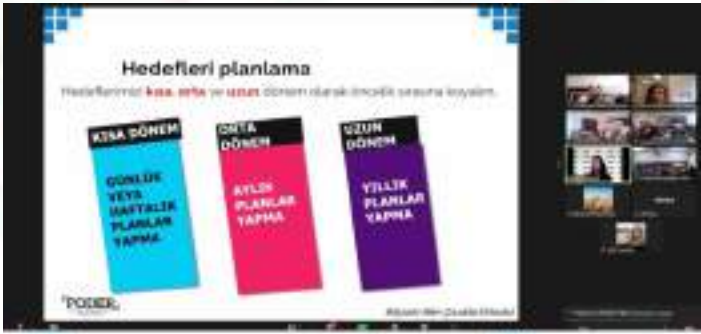 Hedefleri planlama
Hedeflerimizi kısa, orta ve uzun dönem olarak öncelik sırasına koyalım.
KISA DÖNEM
GÜNLÜK
VEYA
HAFTALIK
PLANLAR
YAPMA
ORTA
DÖNEM
AYLIK
PLANLAR
YAPMA
UZUN
DÖNEM
YILLIK
PLANLAR
YAPMA
PODER